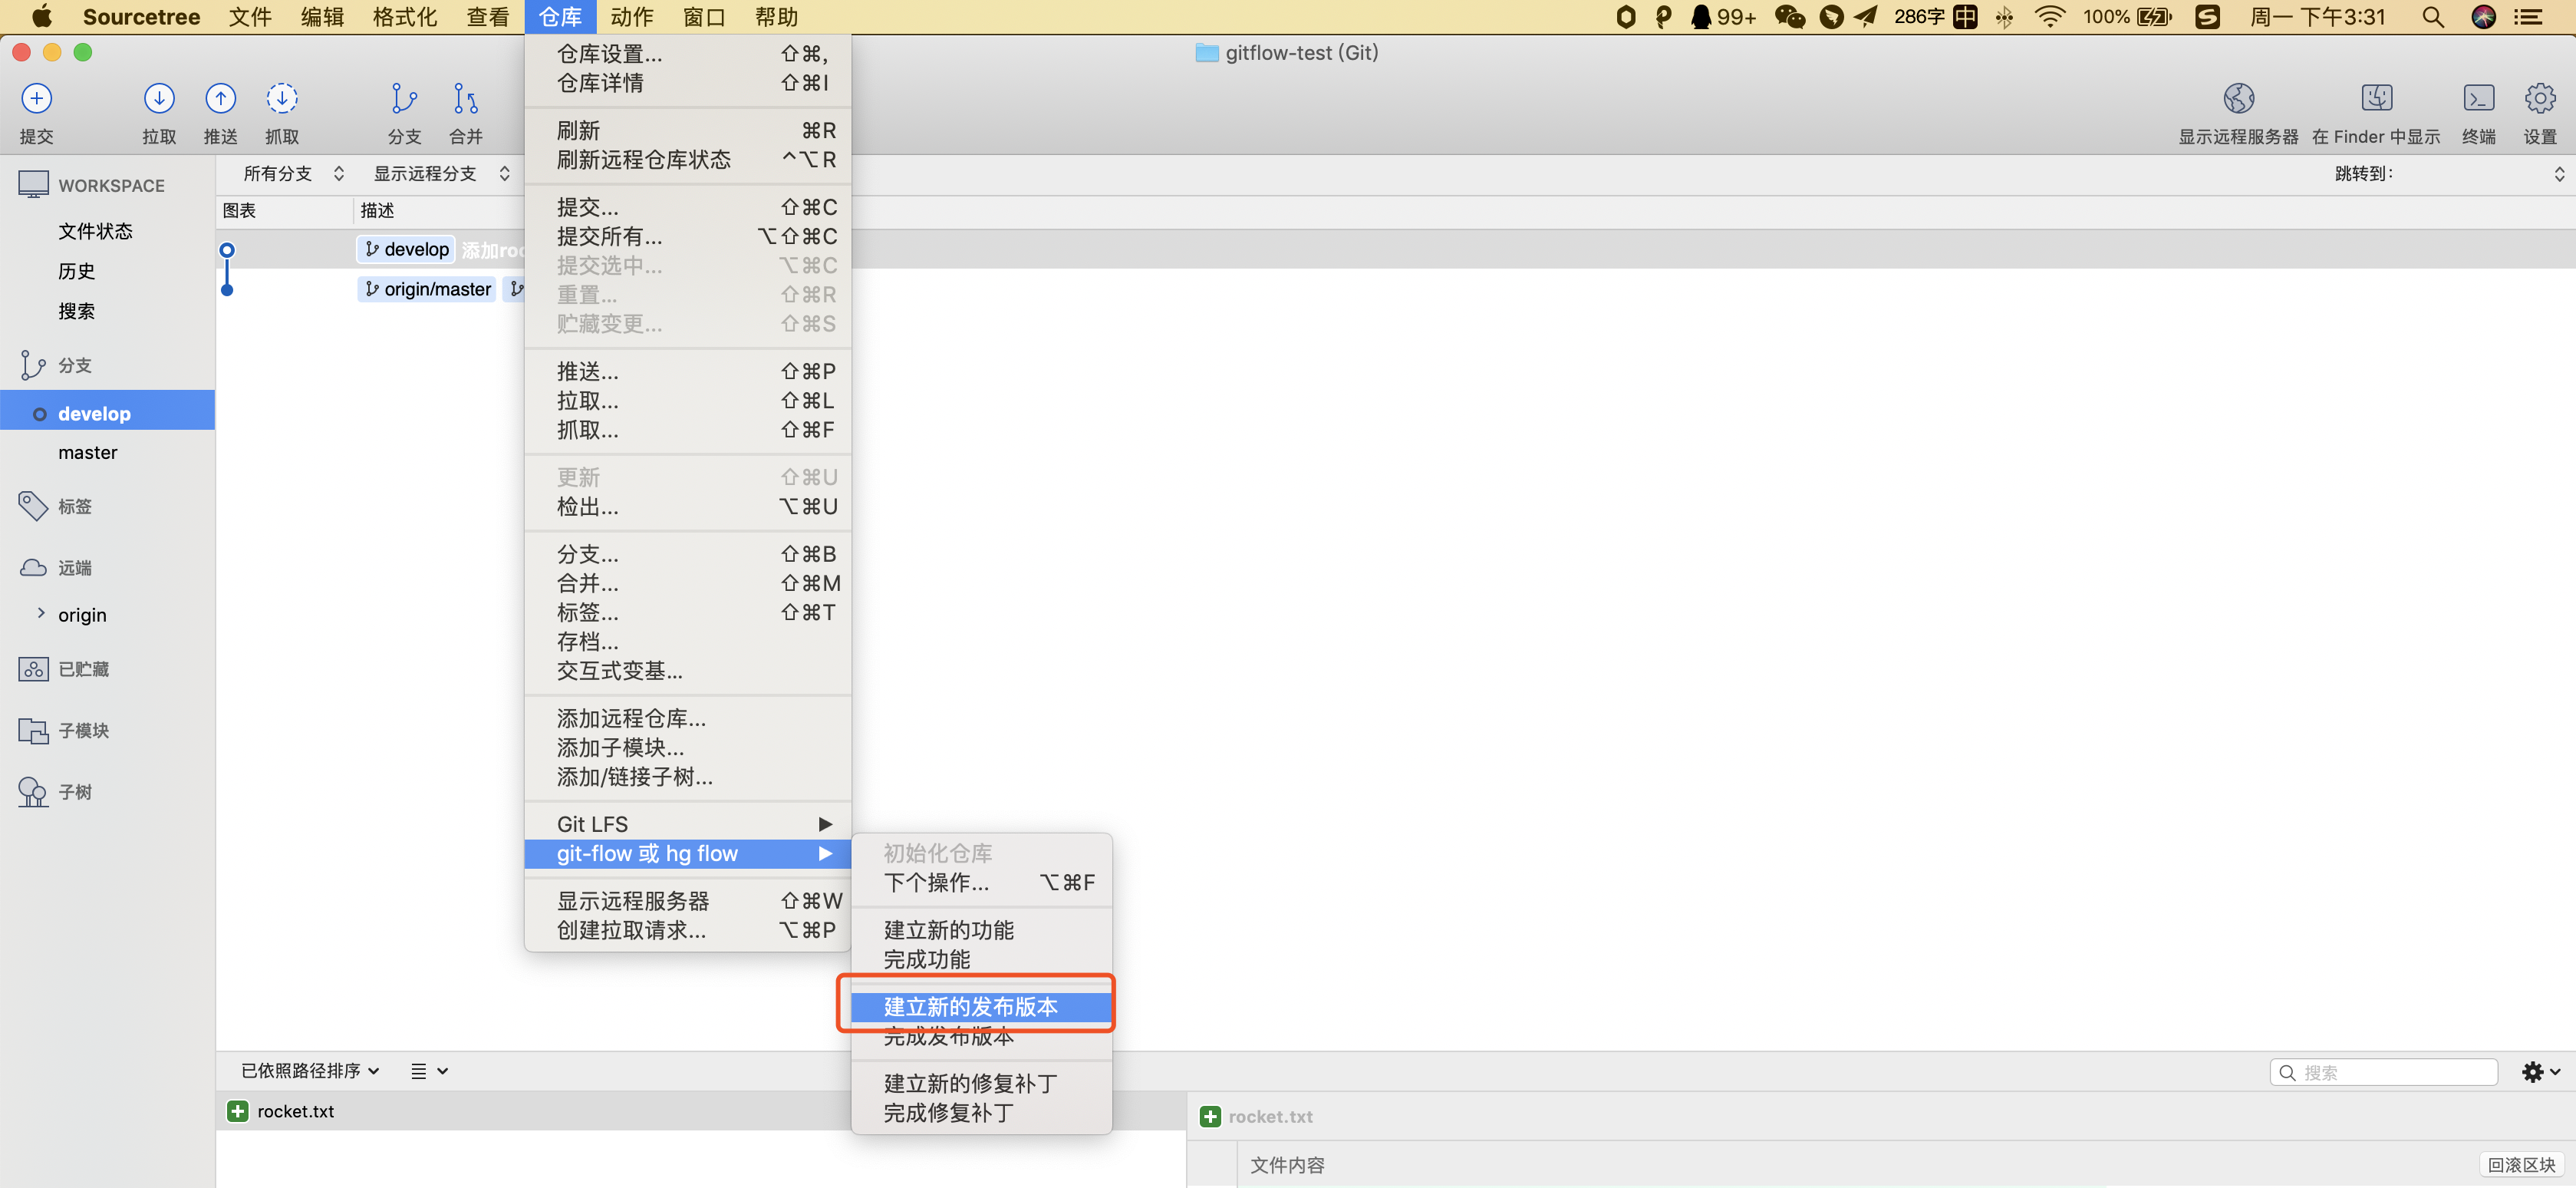 Sourcetree 文件 编辑 格式化 查看 仓库 动作 窗口 帮助 99+ 286字 中 100% 周一 下午3:31
gitflow-test (Git)
提交 拉取 推送 抓取 分支 合并 显示远程服务器 在 Finder 中显示 终端 设置
所有分支 显示远程分支 跳转到:
图表 描述
develop 添加
origin/master
WORKSPACE
文件状态
历史
搜索
分支
develop
master
标签
远端
origin
已贮藏
子模块
子树
仓库设置... ⇧⌘,
仓库详情 ⇧⌘I
刷新 ⌘R
刷新远程仓库状态 ^⌥R
提交... ⇧⌘C
提交所有... ⌥⇧⌘C
提交选中... ⌥⌘C
重置... ⇧⌘R
贮藏变更... ⇧⌘S
推送... ⇧⌘P
拉取... ⇧⌘L
抓取... ⇧⌘F
更新 ⇧⌘U
检出... ⌥⌘U
分支... ⇧⌘B
合并... ⇧⌘M
标签... ⇧⌘T
存档...
交互式变基...
添加远程仓库...
添加子模块...
添加/链接子树...
Git LFS ▶
git-flow 或 hg flow ▶
显示远程服务器 ⇧⌘W
创建拉取请求... ⌥⌘P
初始化仓库
下个操作... ⌥⌘F
建立新的功能
完成功能
建立新的发布版本
完成发布版本
建立新的修复补丁
完成修复补丁
已依照路径排序 搜索
rocket.txt
rocket.txt
文件内容 回滚区块